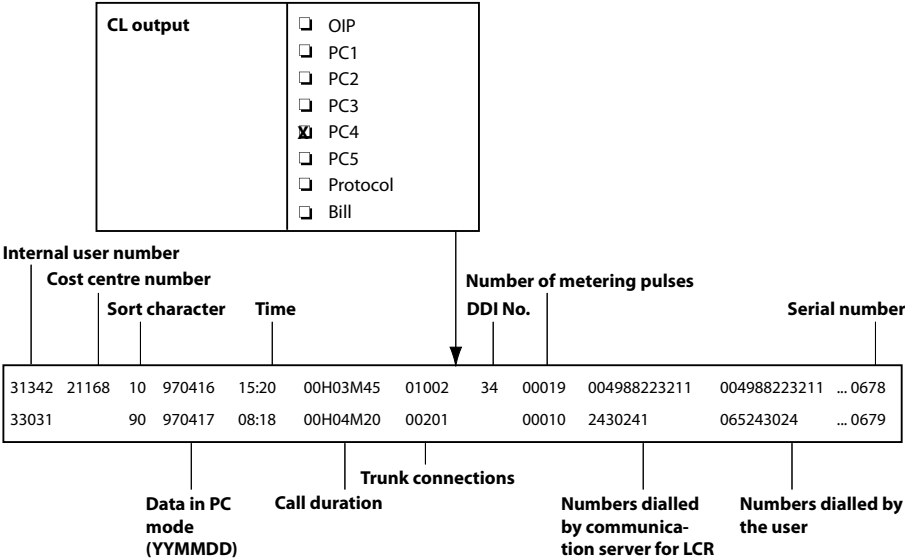 CL output
OIP
PC1
PC2
PC3
X PC4
PC5
Protocol
Bill
Internal user number
Cost centre number
Number of metering pulses
Sort character Time DDI No. Serial number
31342 21168 10 970416 15:20 00H03M45 01002 34 00019 004988223211 004988223211 ... 0678
33031 90 970417 08:18 00H04M20 00201 00010 2430241 065243024 ... 0679
Trunk connections
Data in PC
mode
(YYMMDD)
Call duration
Numbers dialled
by communica-
tion server for LCR
Numbers dialled by
the user